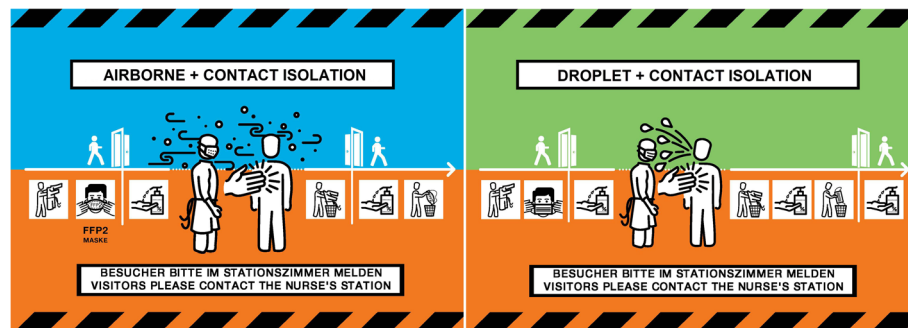 AIRBORNE + CONTACT ISOLATION
FFP2
MASKE
BESUCHER BITTE IM STATIONSZIMMER MELDEN
VISITORS PLEASE CONTACT THE NURSE'S STATION
DROPLET + CONTACT ISOLATION
BESUCHER BITTE IM STATIONSZIMMER MELDEN
VISITORS PLEASE CONTACT THE NURSE'S STATION